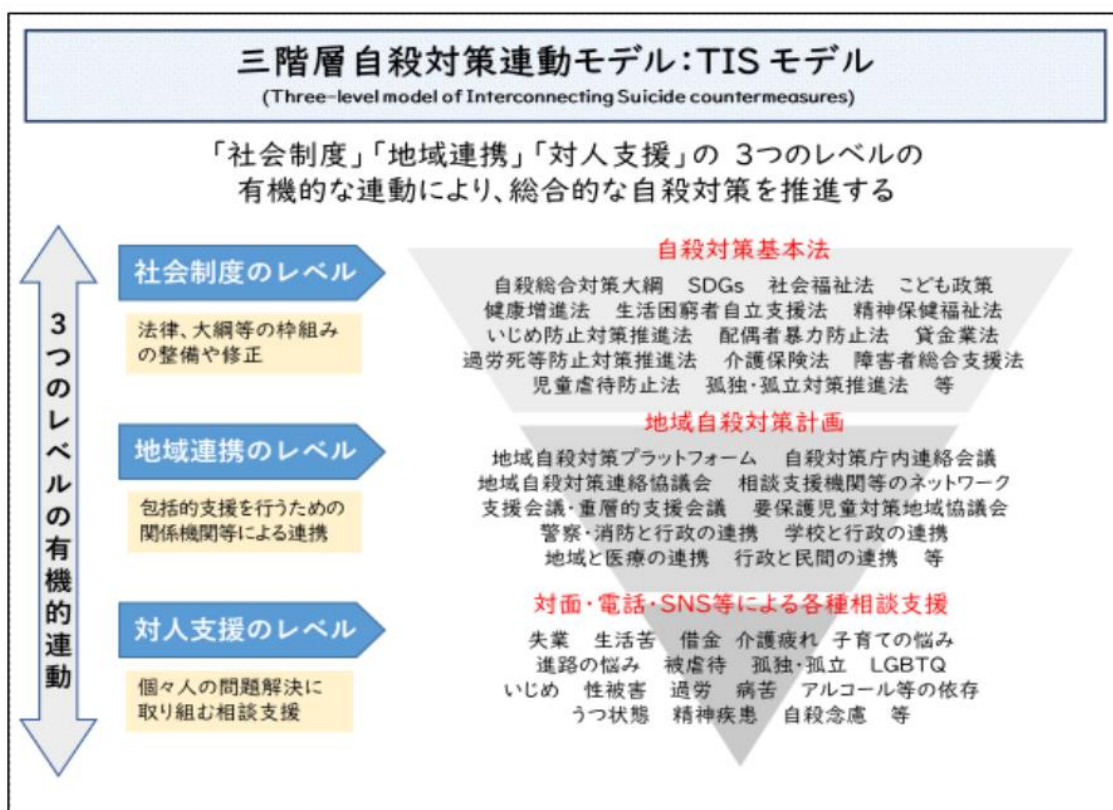 三階層自殺対策連動モデル：TISモデル
(Three-level model of Interconnecting Suicide countermeasures)
「社会制度」「地域連携」「対人支援」の 3つのレベルの
有機的な連動により、総合的な自殺対策を推進する
3つのレベルの有機的連動
社会制度のレベル
法律、大綱等の枠組み
の整備や修正
自殺対策基本法
自殺総合対策大綱 SDGs 社会福祉法 こども政策
健康増進法 生活困窮者自立支援法 精神保健福祉法
いじめ防止対策推進法 配偶者暴力防止法 貸金業法
過労死等防止対策推進法 介護保険法 障害者総合支援法
児童虐待防止法 孤独・孤立対策推進法 等
地域連携のレベル
包括的支援を行うための
関係機関等による連携
地域自殺対策計画
地域自殺対策プラットフォーム 自殺対策庁内連絡会議
地域自殺対策連絡協議会 相談支援機関等のネットワーク
支援会議・重層的支援会議 要保護児童対策地域協議会
警察・消防と行政の連携 学校と行政の連携
地域と医療の連携 行政と民間の連携 等
対人支援のレベル
個々人の問題解決に
取り組む相談支援
対面・電話・SNS等による各種相談支援
失業 生活苦 借金 介護疲れ 子育ての悩み
進路の悩み 被虐待 孤独・孤立 LGBTQ
いじめ 性被害 過労 病苦 アルコール等の依存
うつ状態 精神疾患 自殺念慮 等